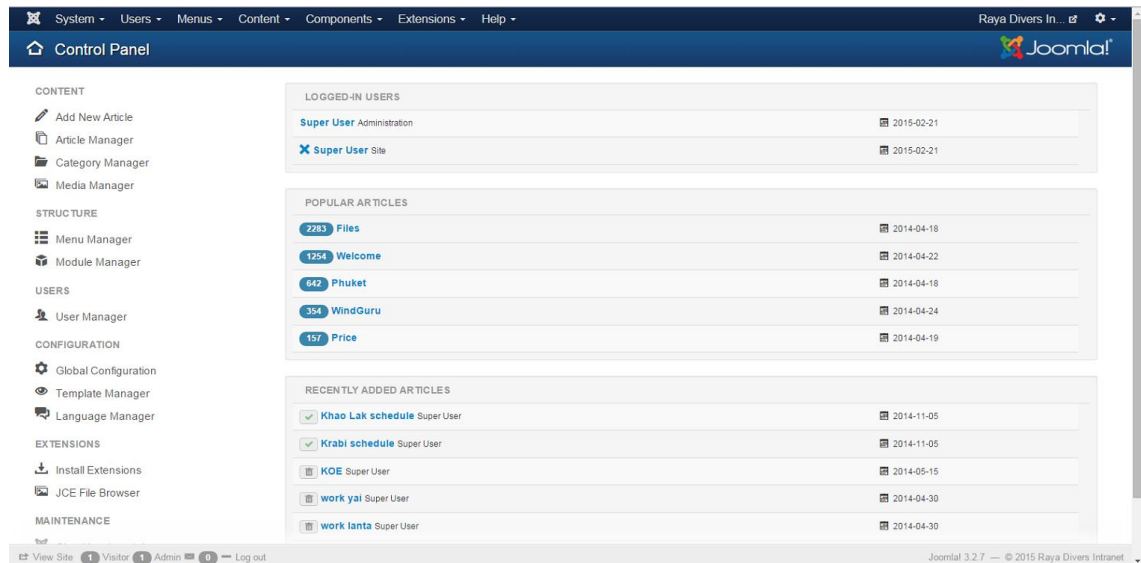 System Users Menus Content Components Extensions Help Raya Divers In...
Control Panel Joomla!
CONTENT
Add New Article
Article Manager
Category Manager
Media Manager
STRUCTURE
Menu Manager
Module Manager
USERS
User Manager
CONFIGURATION
Global Configuration
Template Manager
Language Manager
EXTENSIONS
Install Extensions
JCE File Browser
MAINTENANCE
LOGGED-IN USERS
Super User Administration 2015-02-21
Super User Site 2015-02-21
POPULAR ARTICLES
2283 Files 2014-04-18
1254 Welcome 2014-04-22
642 Phuket 2014-04-18
354 WindGuru 2014-04-24
157 Price 2014-04-19
RECENTLY ADDED ARTICLES
Khao Lak schedule Super User 2014-11-05
Krabi schedule Super User 2014-11-05
KOE Super User 2014-05-15
work yai Super User 2014-04-30
work lanta Super User 2014-04-30
View Site 1 Visitor 1 Admin 0 Log out Joomla! 3.2.7 — © 2015 Raya Divers Intranet